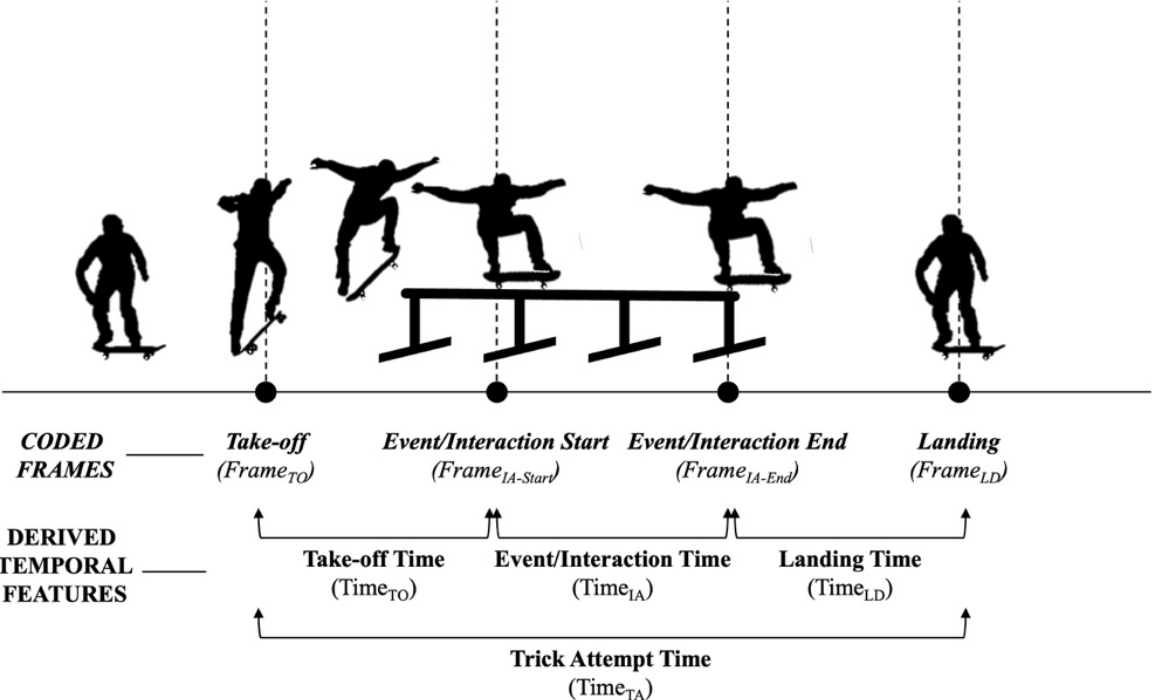 CODED FRAMES
Take-off
(FrameTO)
Event/Interaction Start
(FrameIA-Start)
Event/Interaction End
(FrameIA-End)
Landing
(FrameLD)
DERIVED
TEMPORAL
FEATURES
Take-off Time
(TimeTO)
Event/Interaction Time
(TimeIA)
Landing Time
(TimeLD)
Trick Attempt Time
(TimeTA)